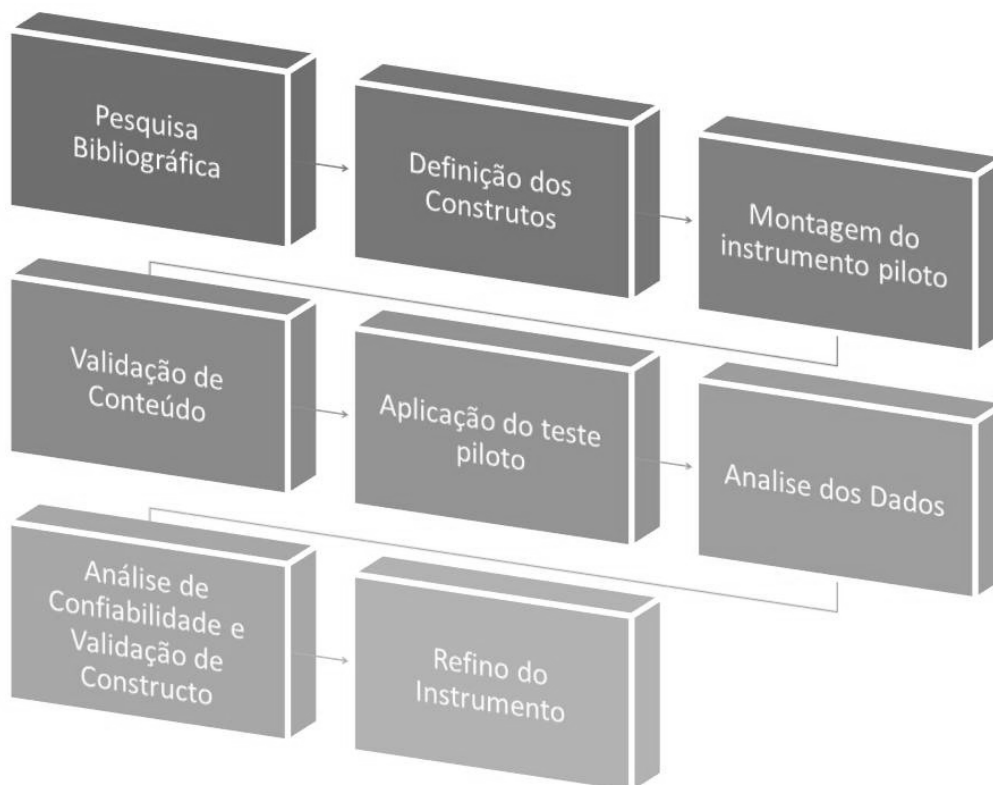 Pesquisa
Bibliográfica
Definição dos
Construtos
Montagem do
instrumento piloto
Validação de
Conteúdo
Aplicação do teste
piloto
Analise dos Dados
Análise de
Confiabilidade e
Validação de
Constructo
Refino do
Instrumento